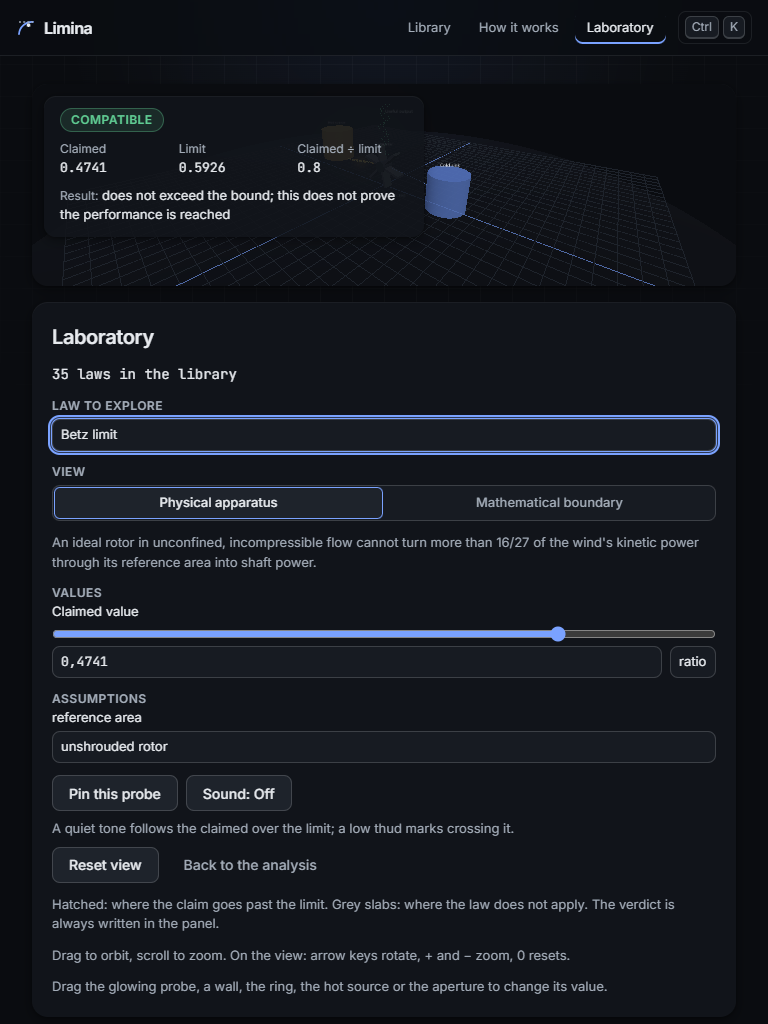 Limina
Library
How it works
Laboratory
Ctrl
K
COMPATIBLE
Claimed
Limit
Claimed ÷ limit
0.4741
0.5926
0.8
Result: does not exceed the bound; this does not prove
the performance is reached
Laboratory
35 laws in the library
LAW TO EXPLORE
Betz limit
VIEW
Physical apparatus
Mathematical boundary
An ideal rotor in unconfined, incompressible flow cannot turn more than 16/27 of the wind's kinetic power
through its reference area into shaft power.
VALUES
Claimed value
0,4741
ratio
ASSUMPTIONS
reference area
unshrouded rotor
Pin this probe
Sound: Off
A quiet tone follows the claimed over the limit; a low thud marks crossing it.
Reset view
Back to the analysis
Hatched: where the claim goes past the limit. Grey slabs: where the law does not apply. The verdict is
always written in the panel.
Drag to orbit, scroll to zoom. On the view: arrow keys rotate, + and − zoom, 0 resets.
Drag the glowing probe, a wall, the ring, the hot source or the aperture to change its value.